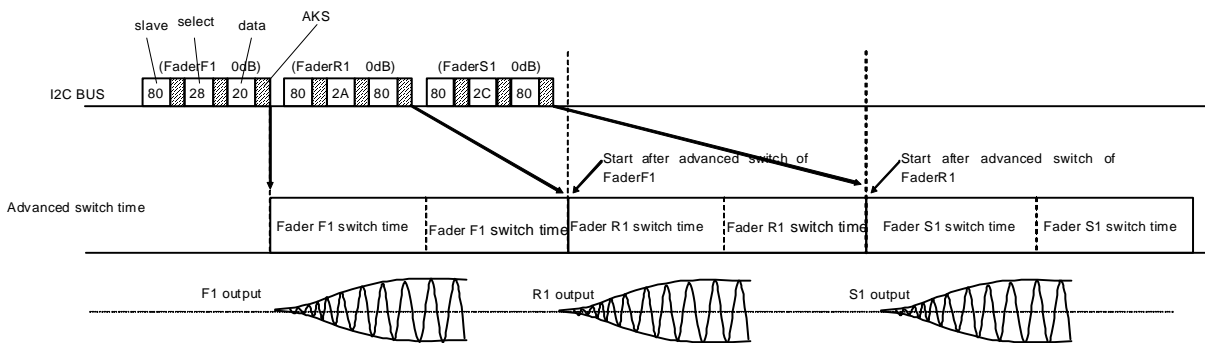 slave select data AKS
(FaderF1 0dB) (FaderR1 0dB) (FaderS1 0dB)
I2C BUS 80 28 20 80 2A 80 80 2C 80
Start after advanced switch of
FaderF1
Start after advanced switch of
FaderR1
Advanced switch time
Fader F1 switch time Fader F1 switch time Fader R1 switch time Fader R1 switch time Fader S1 switch time Fader S1 switch time
F1 output R1 output S1 output